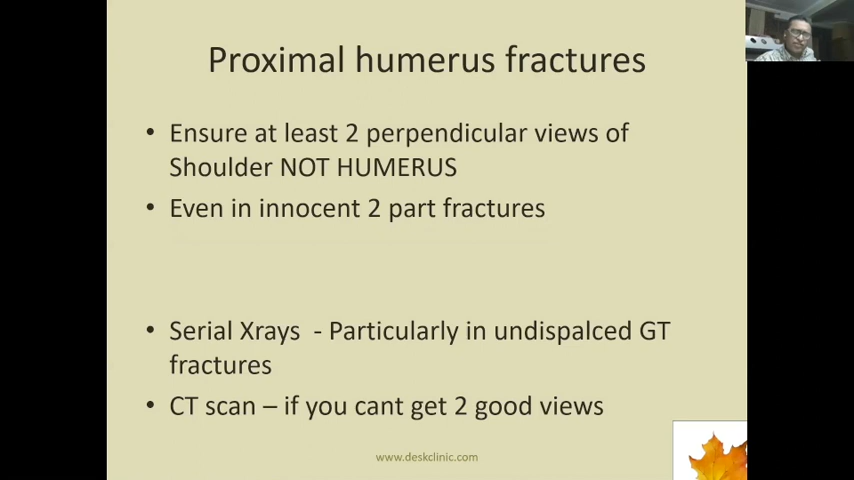 Proximal humerus fractures
• Ensure at least 2 perpendicular views of
Shoulder NOT HUMERUS
• Even in innocent 2 part fractures
• Serial Xrays  - Particularly in undispalced GT
fractures
• CT scan – if you cant get 2 good views
www.deskclinic.com